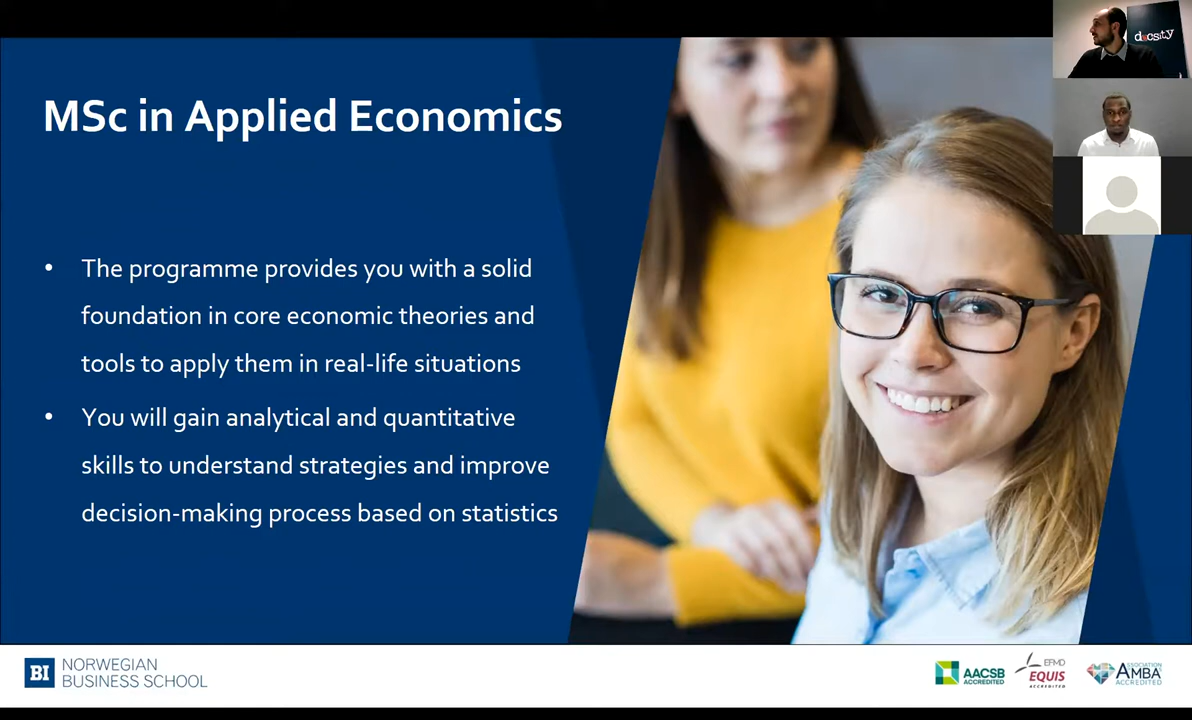 MSc in Applied Economics
• The programme provides you with a solid
foundation in core economic theories and
tools to apply them in real-life situations
• You will gain analytical and quantitative
skills to understand strategies and improve
decision-making process based on statistics
docsity
BI
NORWEGIAN
BUSINESS SCHOOL
AACSB
ACCREDITED
EFMD
EQUIS
ACCREDITED
ASSOCIATION
AMBA
ACCREDITED